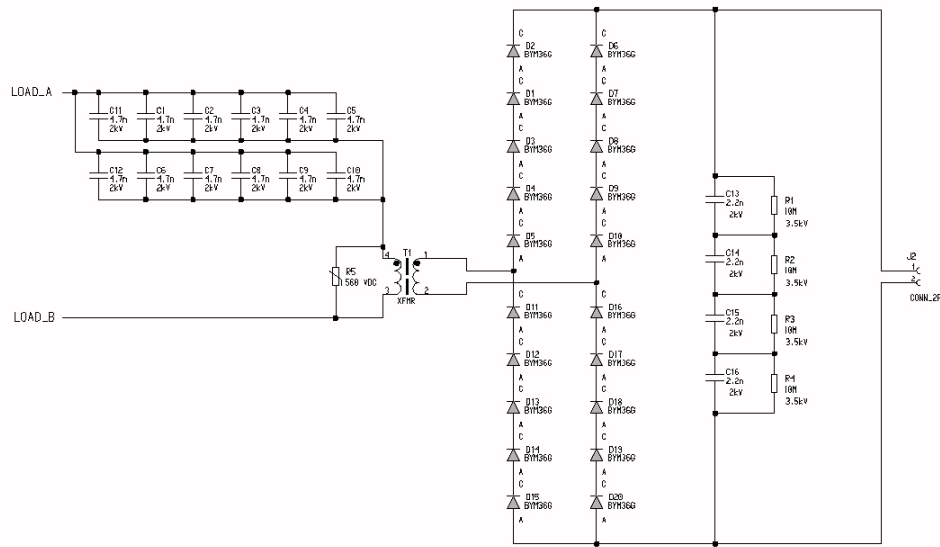 LOAD_A
C11 4.7n 2kV
C1 4.7n 2kV
C2 4.7n 2kV
C3 4.7n 2kV
C4 4.7n 2kV
C5 4.7n 2kV
C12 4.7n 2kV
C6 4.7n 2kV
C7 4.7n 2kV
C8 4.7n 2kV
C9 4.7n 2kV
C10 4.7n 2kV
R5
560 VDC
4 T1 1
3 2
XFMR
LOAD_B
C
D2
BYM36G
A
C
D1
BYM36G
A
C
D3
BYM36G
A
C
D4
BYM36G
A
C
D5
BYM36G
A
C
D6
BYM36G
A
C
D7
BYM36G
A
C
D8
BYM36G
A
C
D9
BYM36G
A
C
D10
BYM36G
A
C
D11
BYM36G
A
C
D12
BYM36G
A
C
D13
BYM36G
A
C
D14
BYM36G
A
C
D15
BYM36G
A
C
D16
BYM36G
A
C
D17
BYM36G
A
C
D18
BYM36G
A
C
D19
BYM36G
A
C
D20
BYM36G
A
C13
2.2n
2kV
R1
10M
3.5kV
C14
2.2n
2kV
R2
10M
3.5kV
C15
2.2n
2kV
R3
10M
3.5kV
C16
2.2n
2kV
R4
10M
3.5kV
J2
1
2